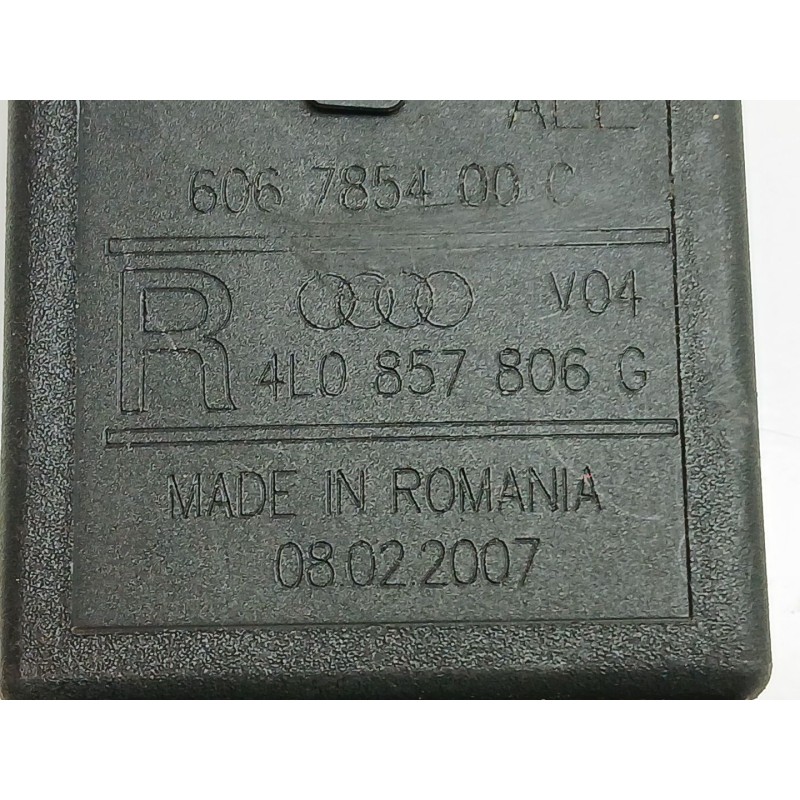 606 7854 00 C
R V04
4L0 857 806 G
MADE IN ROMANIA
08.02.2007